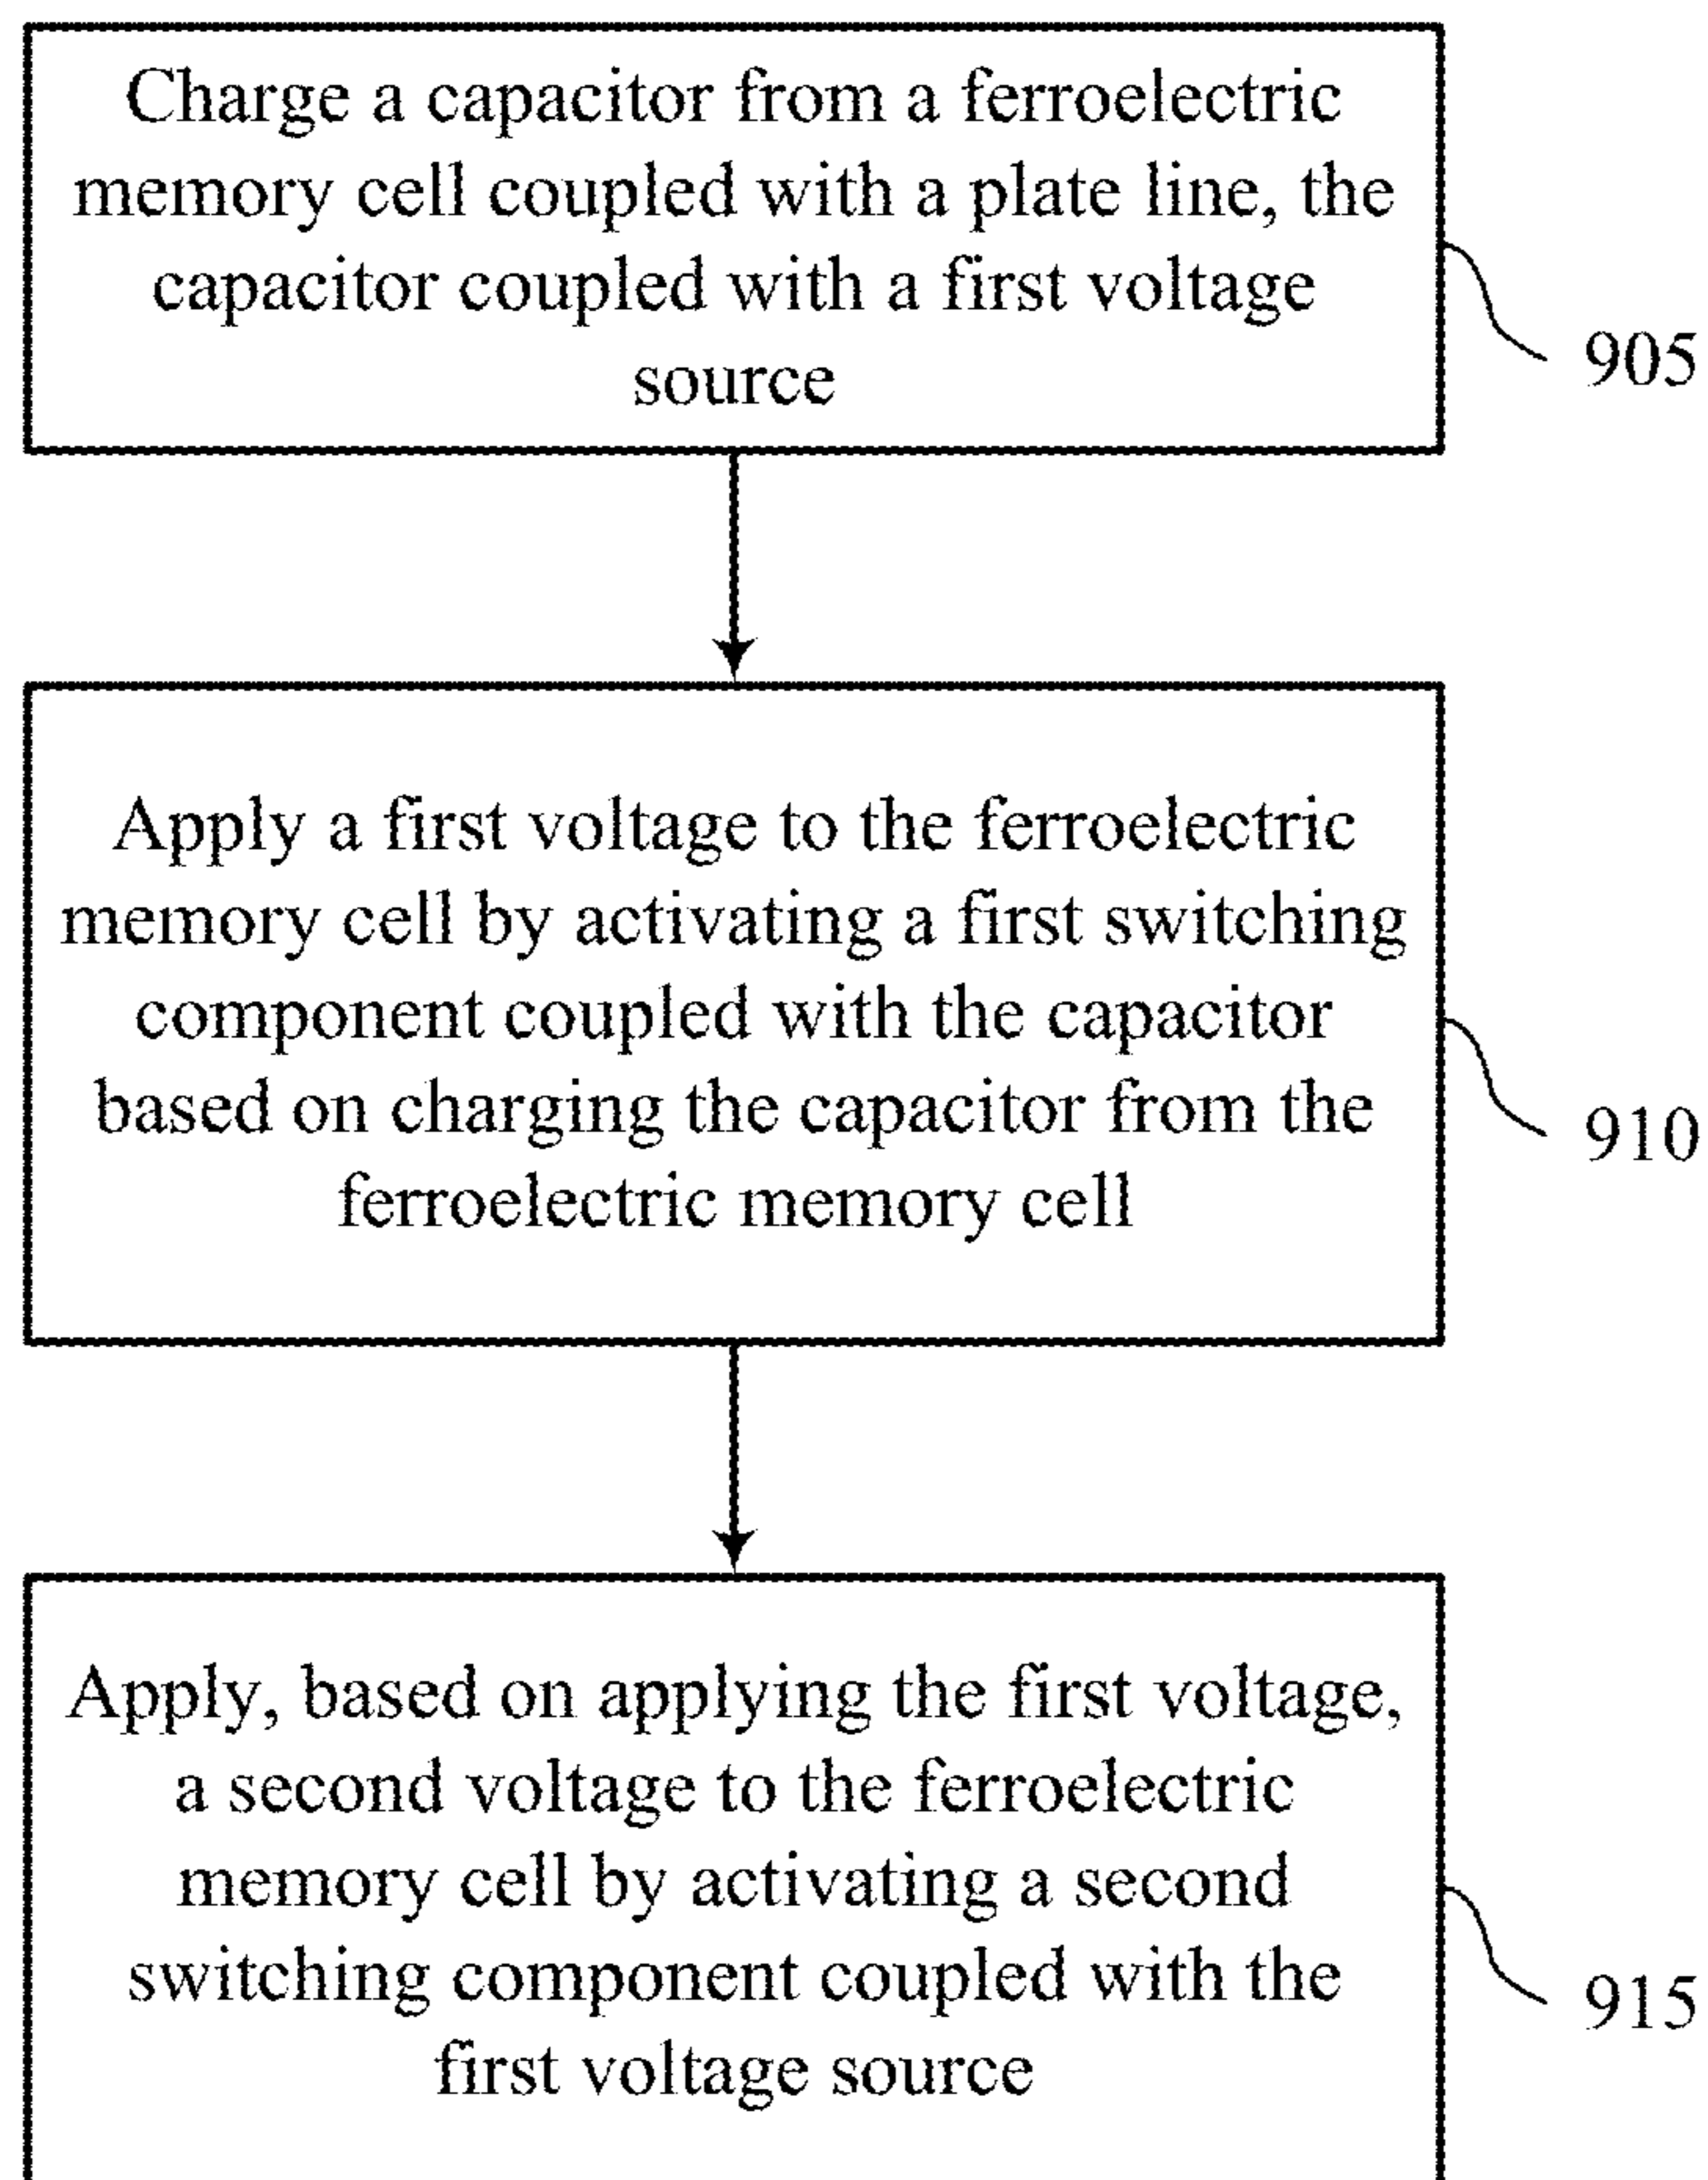 Charge a capacitor from a ferroelectric
memory cell coupled with a plate line, the
capacitor coupled with a first voltage
source
905
Apply a first voltage to the ferroelectric
memory cell by activating a first switching
component coupled with the capacitor
based on charging the capacitor from the
ferroelectric memory cell
910
Apply, based on applying the first voltage,
a second voltage to the ferroelectric
memory cell by activating a second
switching component coupled with the
first voltage source
915